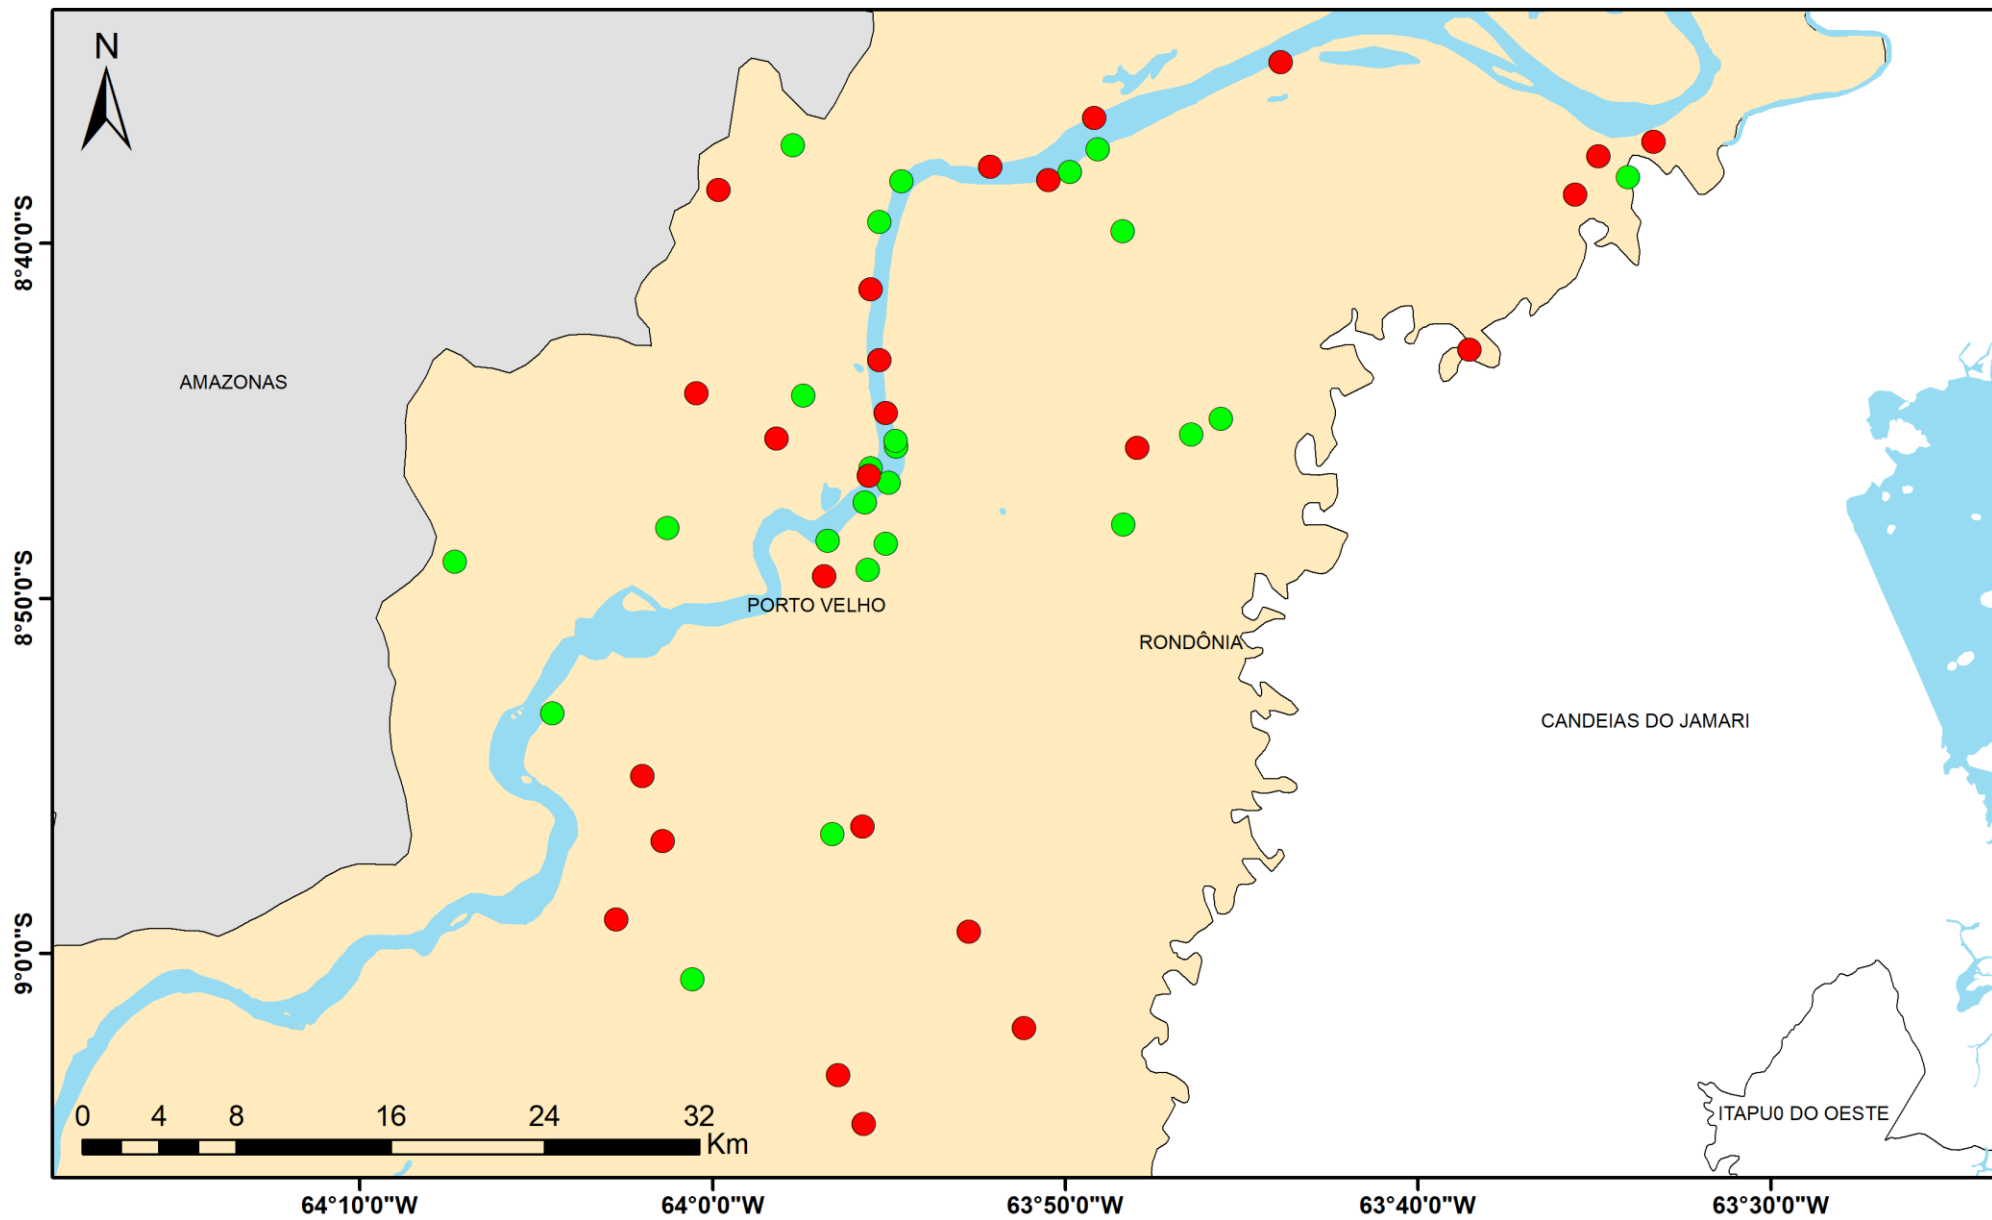 N
8°40'0"S
AMAZONAS
8°50'0"S
PORTO VELHO
RONDÔNIA
CANDEIAS DO JAMARI
9°0'0"S
0 4 8 16 24 32
Km
ITAPU0 DO OESTE
64°10'0"W 64°0'0"W 63°50'0"W 63°40'0"W 63°30'0"W